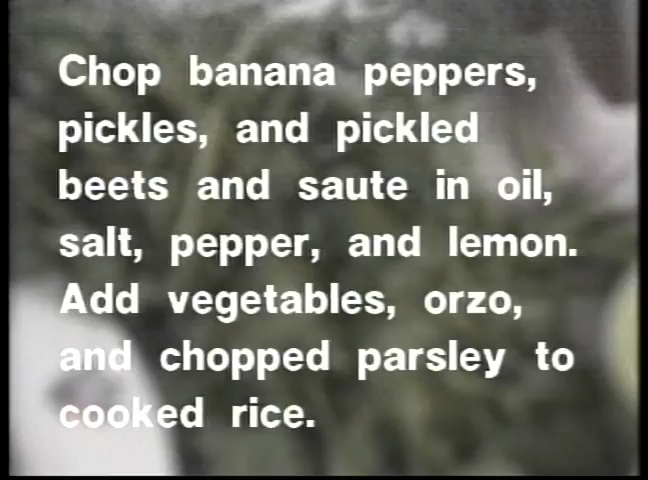 Chop banana peppers,
pickles, and pickled
beets and saute in oil,
salt, pepper, and lemon.
Add vegetables, orzo,
and chopped parsley to
cooked rice.